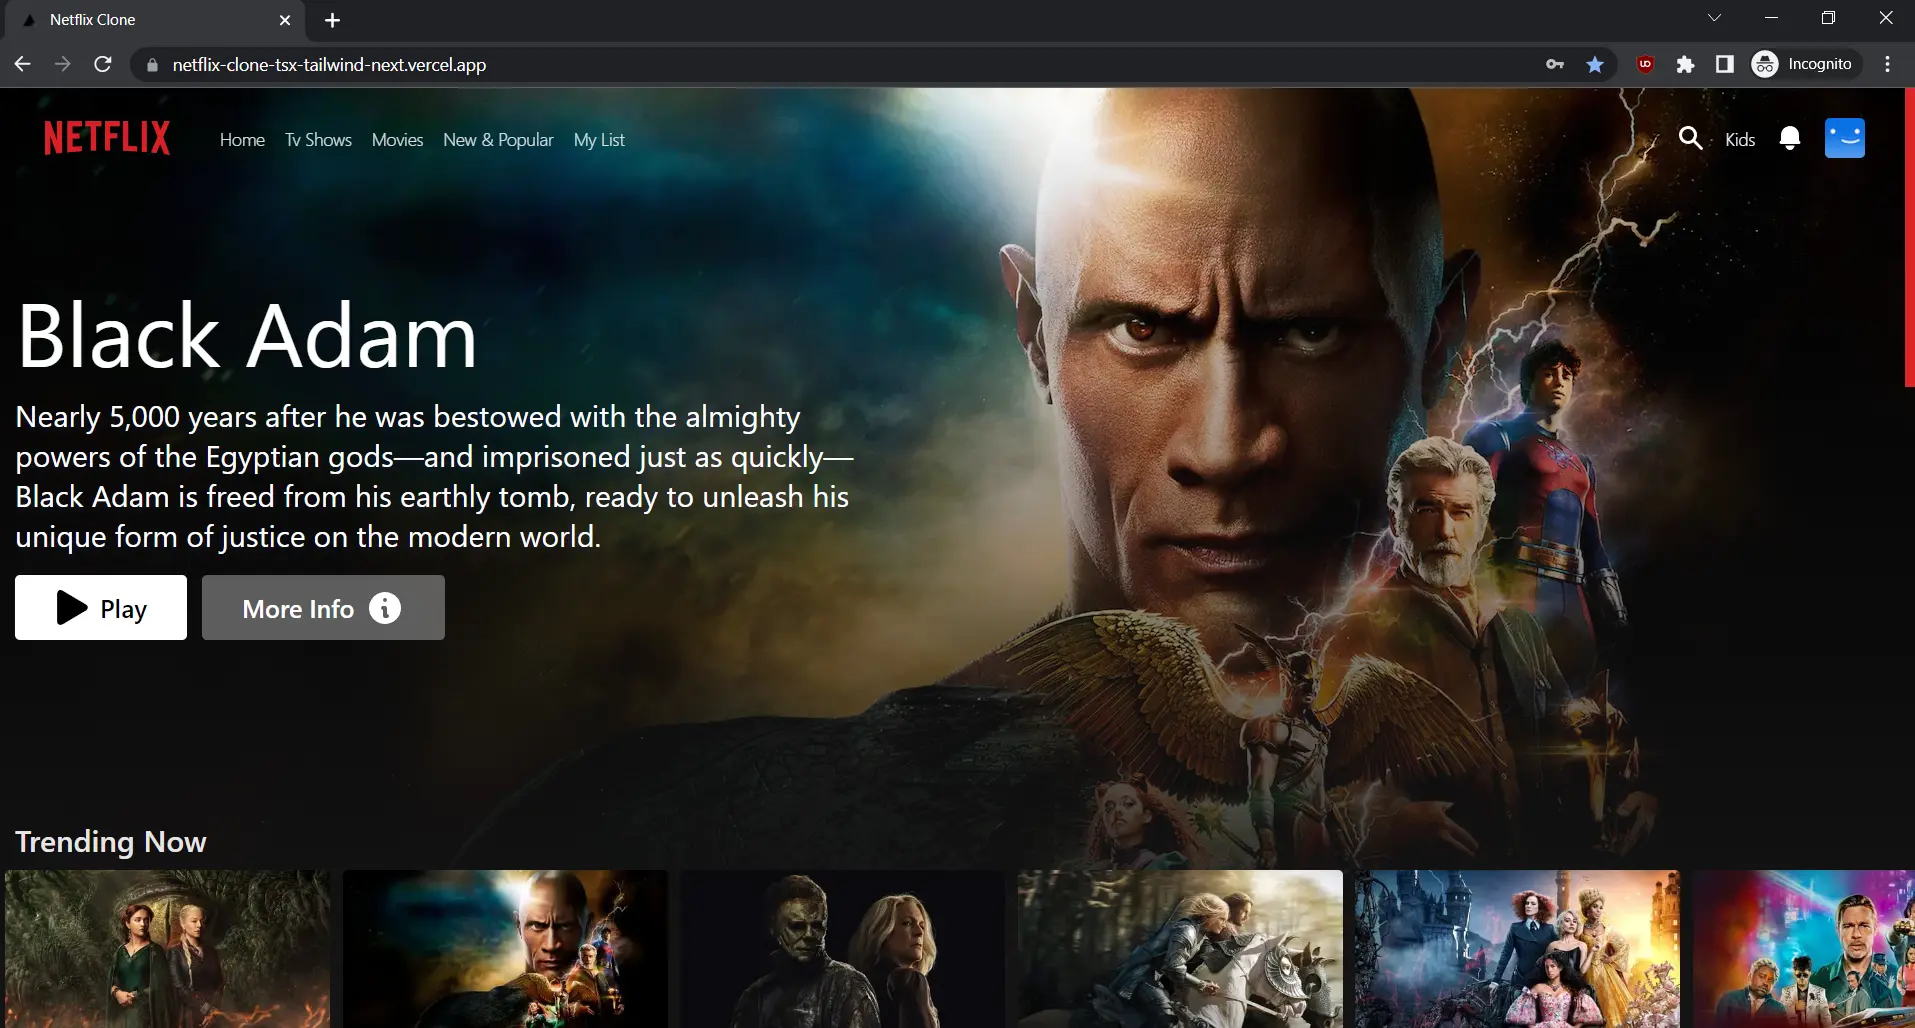 Netflix Clone
netflix-clone-tsx-tailwind-next.vercel.app
Incognito
NETFLIX Home Tv Shows Movies New & Popular My List Kids
Black Adam
Nearly 5,000 years after he was bestowed with the almighty
powers of the Egyptian gods—and imprisoned just as quickly—
Black Adam is freed from his earthly tomb, ready to unleash his
unique form of justice on the modern world.
Play More Info
Trending Now